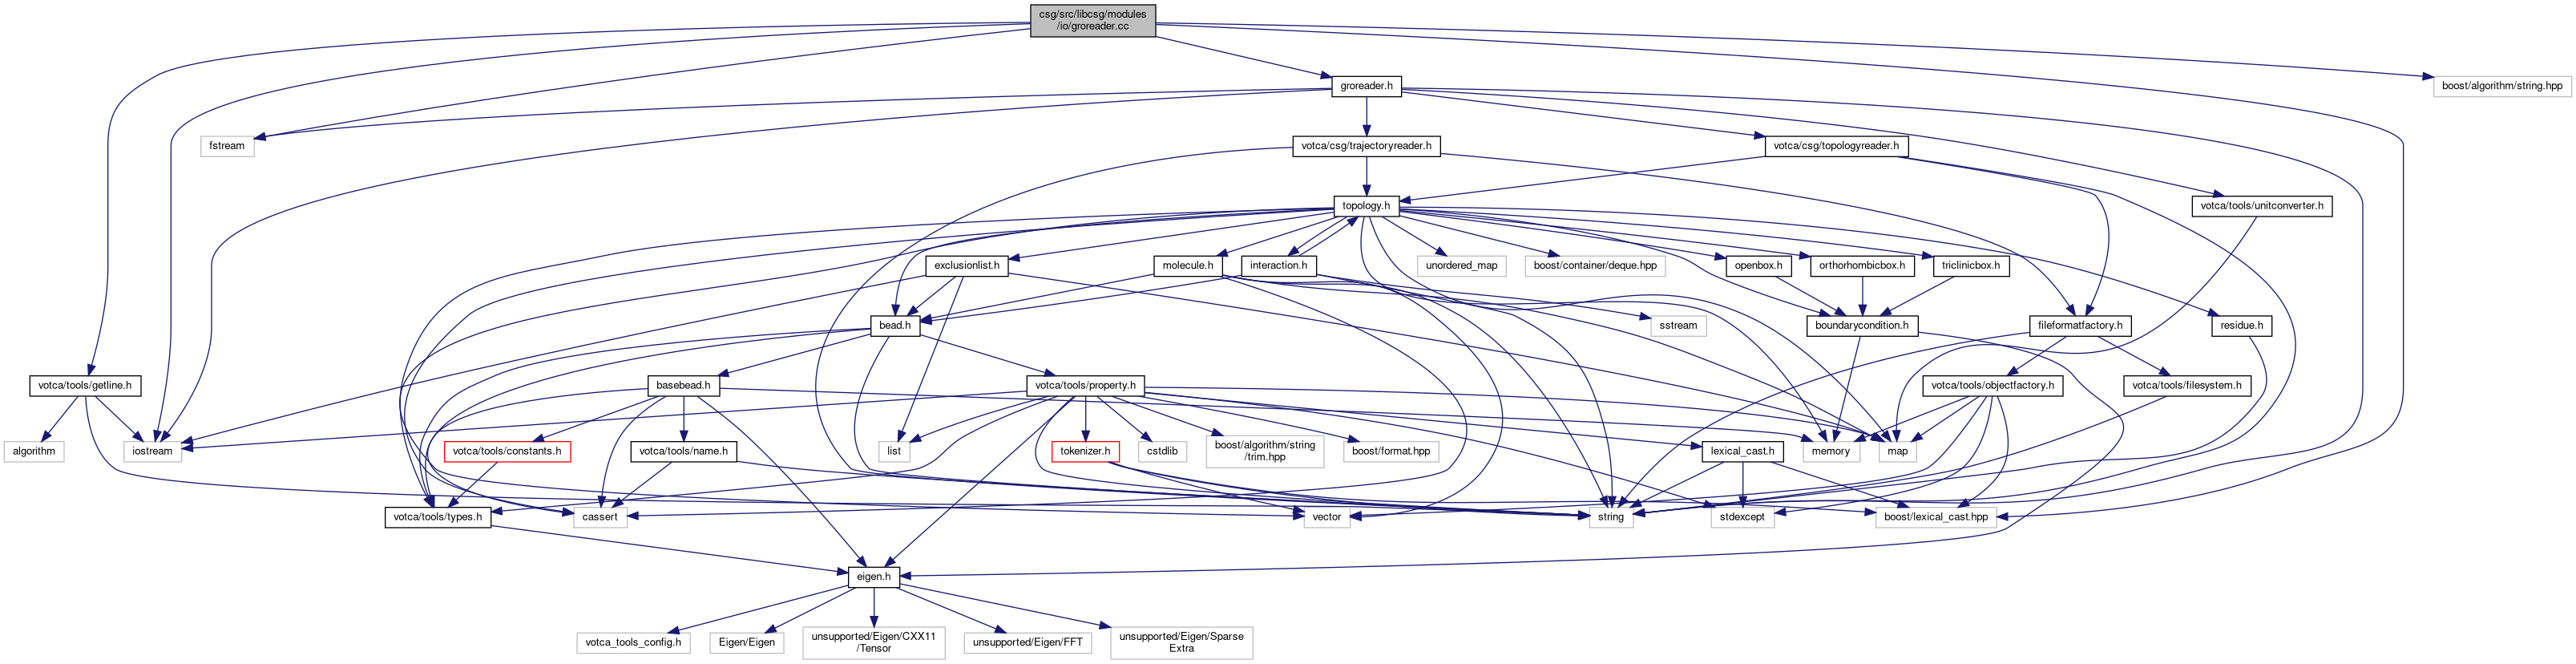 csg/src/libcsg/modules
/io/groreader.cc
groreader.h
boost/algorithm/string.hpp
fstream
votca/csg/trajectoryreader.h
votca/csg/topologyreader.h
topology.h
votca/tools/unitconverter.h
exclusionlist.h
molecule.h
interaction.h
unordered_map
boost/container/deque.hpp
openbox.h
orthorhombicbox.h
triclinicbox.h
bead.h
sstream
boundarycondition.h
fileformatfactory.h
residue.h
votca/tools/getline.h
basebead.h
votca/tools/property.h
votca/tools/objectfactory.h
votca/tools/filesystem.h
algorithm
iostream
votca/tools/constants.h
votca/tools/name.h
list
tokenizer.h
cstdlib
boost/algorithm/string
/trim.hpp
boost/format.hpp
lexical_cast.h
memory
map
votca/tools/types.h
cassert
vector
string
stdexcept
boost/lexical_cast.hpp
eigen.h
votca_tools_config.h
Eigen/Eigen
unsupported/Eigen/CXX11
/Tensor
unsupported/Eigen/FFT
unsupported/Eigen/Sparse
Extra